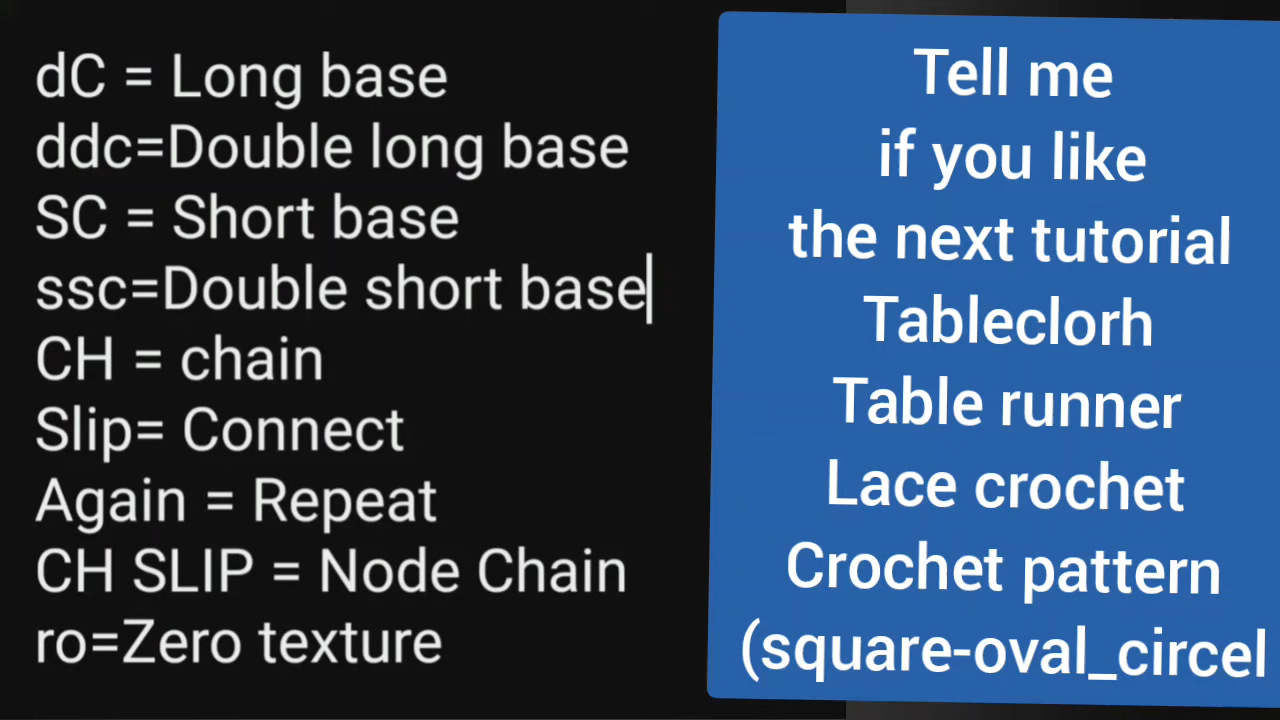 dC = Long base
ddc=Double long base
SC = Short base
ssc=Double short base
CH = chain
Slip= Connect
Again = Repeat
CH SLIP = Node Chain
ro=Zero texture
Tell me
if you like
the next tutorial
Tableclorh
Table runner
Lace crochet
Crochet pattern
(square-oval_circel